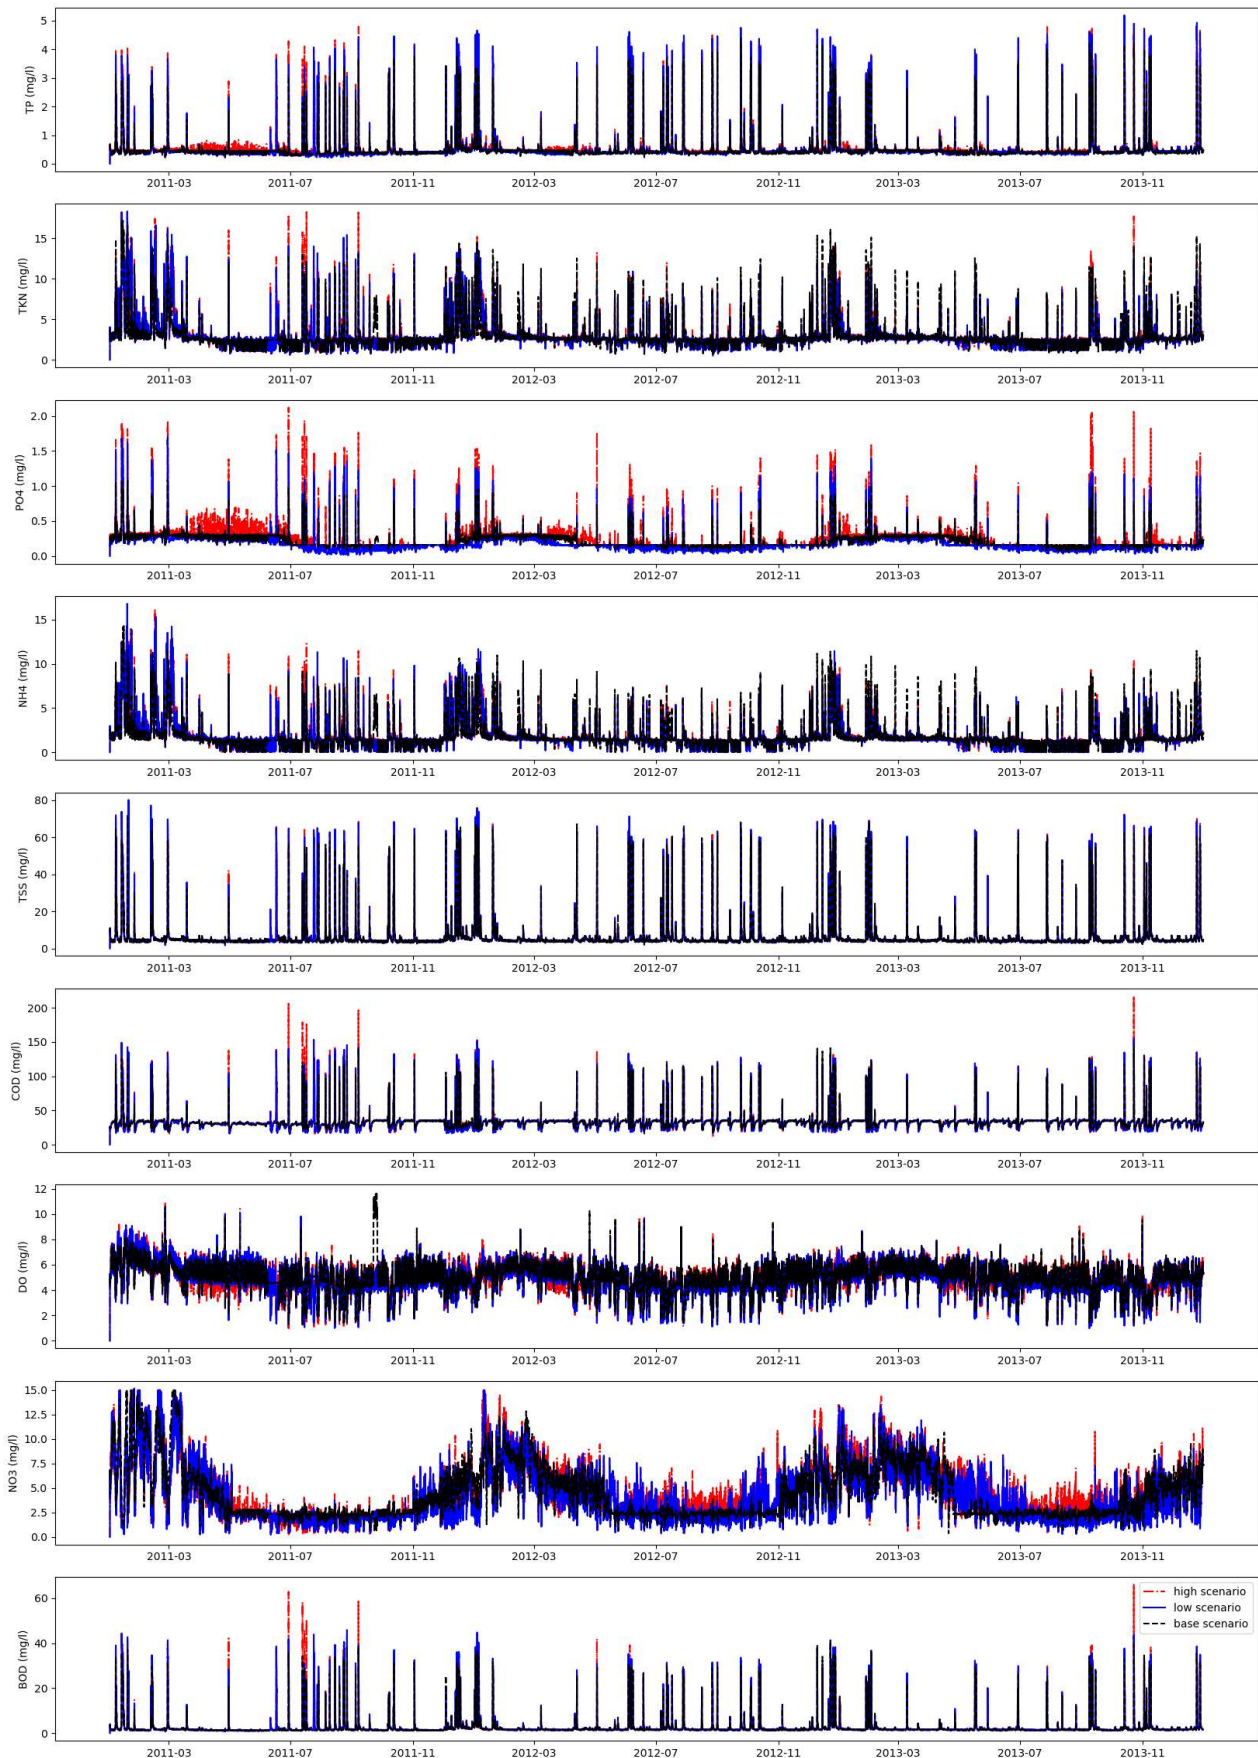 TP (mg/l)
5
4
3
2
1
0
2011-03 2011-07 2011-11 2012-03 2012-07 2012-11 2013-03 2013-07 2013-11
TKN (mg/l)
15
10
5
0
2011-03 2011-07 2011-11 2012-03 2012-07 2012-11 2013-03 2013-07 2013-11
PO4 (mg/l)
2.0
1.5
1.0
0.5
0.0
2011-03 2011-07 2011-11 2012-03 2012-07 2012-11 2013-03 2013-07 2013-11
NH4 (mg/l)
15
10
5
0
2011-03 2011-07 2011-11 2012-03 2012-07 2012-11 2013-03 2013-07 2013-11
TSS (mg/l)
80
60
40
20
0
2011-03 2011-07 2011-11 2012-03 2012-07 2012-11 2013-03 2013-07 2013-11
COD (mg/l)
200
150
100
50
0
2011-03 2011-07 2011-11 2012-03 2012-07 2012-11 2013-03 2013-07 2013-11
DO (mg/l)
12
10
8
6
4
2
0
2011-03 2011-07 2011-11 2012-03 2012-07 2012-11 2013-03 2013-07 2013-11
NO3 (mg/l)
15.0
12.5
10.0
7.5
5.0
2.5
0.0
2011-03 2011-07 2011-11 2012-03 2012-07 2012-11 2013-03 2013-07 2013-11
BOD (mg/l)
60
40
20
0
high scenario
low scenario
base scenario
2011-03 2011-07 2011-11 2012-03 2012-07 2012-11 2013-03 2013-07 2013-11